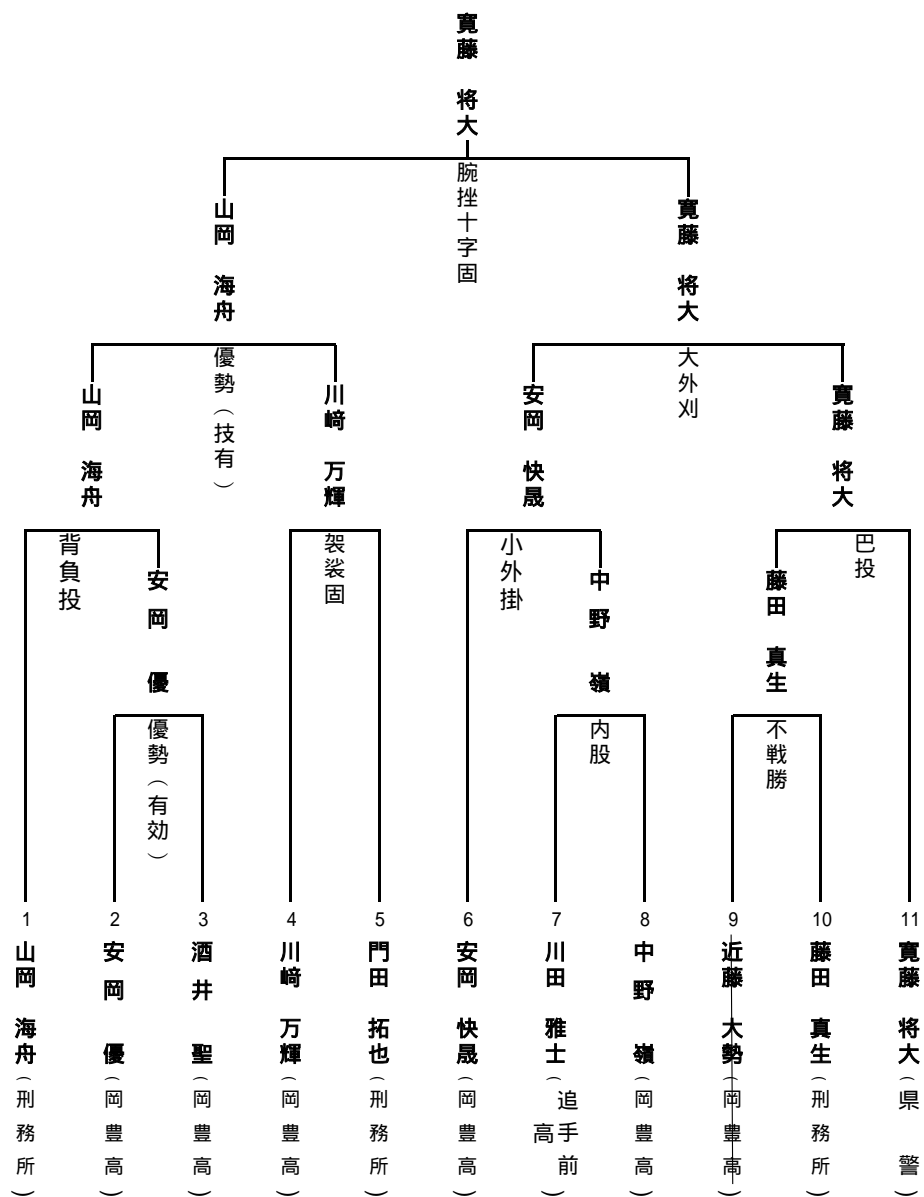 寛藤 将大
腕挫十字固
山岡 海舟
寛藤 将大
優勢（技有）
大外刈
山岡 海舟
川﨑 万輝
安岡 快晟
寛藤 将大
背負投
袈裟固
小外掛
巴投
安岡 優
中野 嶺
藤田 真生
優勢（有効）
内股
不戦勝
1 山岡 海舟（刑務所）
2 安岡 優（岡豊高）
3 酒井 聖（岡豊高）
4 川﨑 万輝（岡豊高）
5 門田 拓也（刑務所）
6 安岡 快晟（岡豊高）
7 川田 雅士（追手前高）
8 中野 嶺（岡豊高）
9 近藤 大勢（岡豊高）
10 藤田 真生（刑務所）
11 寛藤 将大（県警）